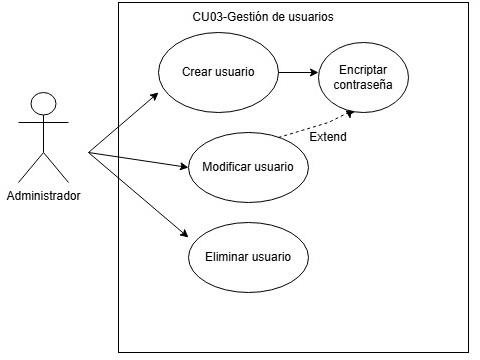 CU03-Gestión de usuarios
Crear usuario
Encriptar
contraseña
Extend
Modificar usuario
Administrador
Eliminar usuario